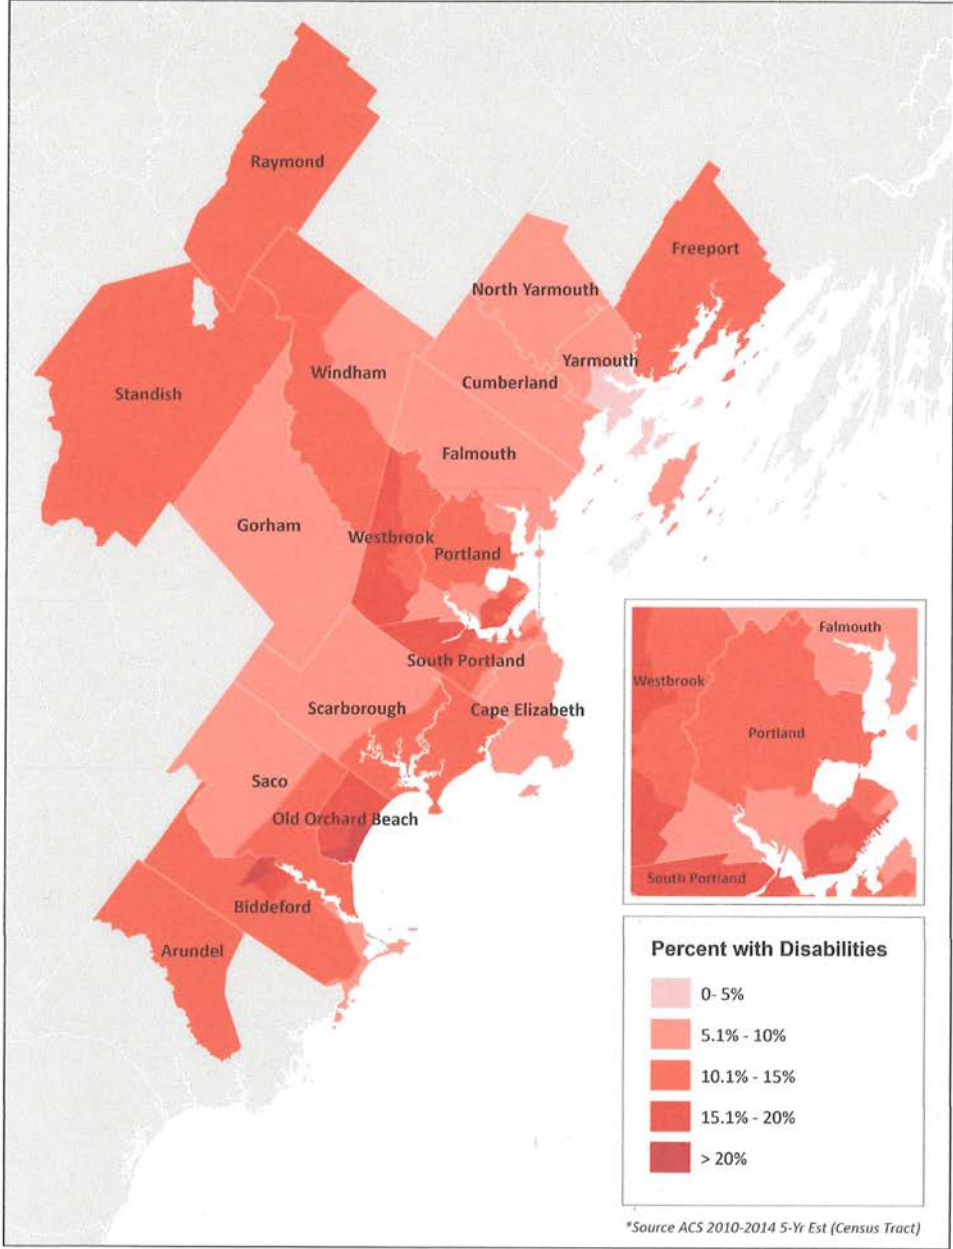 Raymond
Freeport
North Yarmouth
Yarmouth
Windham
Cumberland
Standish
Falmouth
Gorham
Westbrook
Portland
South Portland
Scarborough
Cape Elizabeth
Saco
Old Orchard Beach
Biddeford
Arundel
Falmouth
Westbrook
Portland
South Portland
Percent with Disabilities
0- 5%
5.1% - 10%
10.1% - 15%
15.1% - 20%
> 20%
*Source ACS 2010-2014 5-Yr Est (Census Tract)